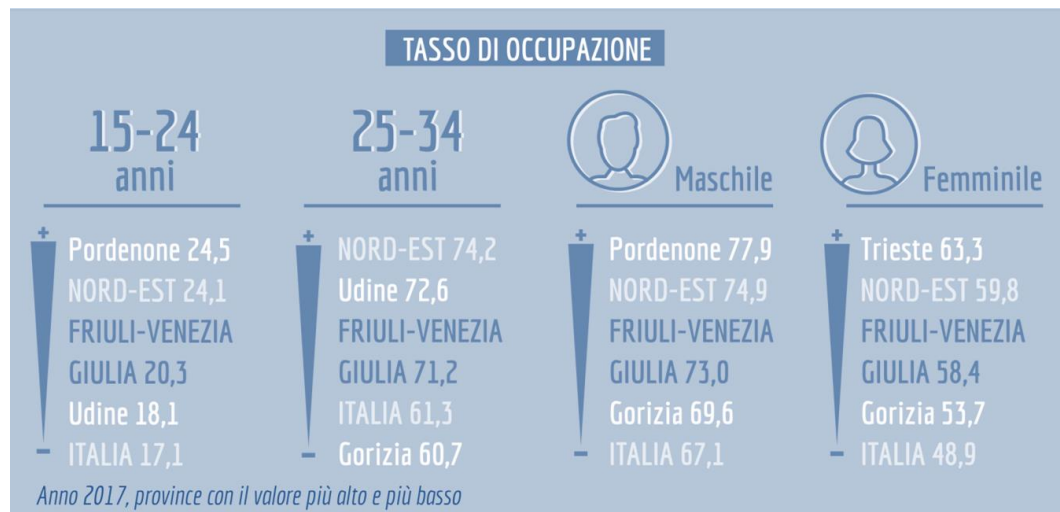 TASSO DI OCCUPAZIONE
15-24
anni
+
Pordenone 24,5
NORD-EST 24,1
FRIULI-VENEZIA
GIULIA 20,3
Udine 18,1
- ITALIA 17,1
25-34
anni
+
NORD-EST 74,2
Udine 72,6
FRIULI-VENEZIA
GIULIA 71,2
ITALIA 61,3
- Gorizia 60,7
Maschile
+
Pordenone 77,9
NORD-EST 74,9
FRIULI-VENEZIA
GIULIA 73,0
Gorizia 69,6
- ITALIA 67,1
Femminile
+
Trieste 63,3
NORD-EST 59,8
FRIULI-VENEZIA
GIULIA 58,4
Gorizia 53,7
- ITALIA 48,9
Anno 2017, province con il valore più alto e più basso